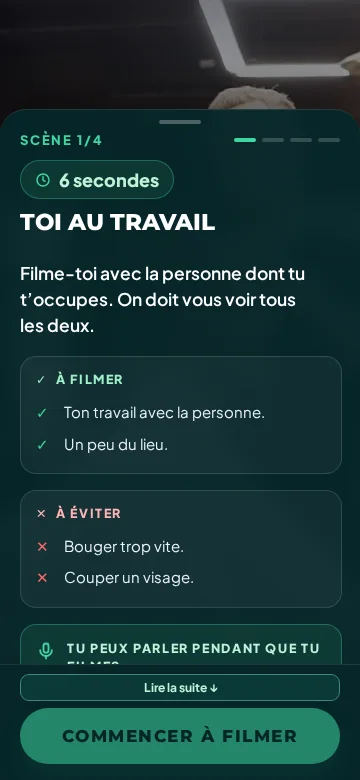 SCÈNE 1/4
6 secondes
TOI AU TRAVAIL
Filme-toi avec la personne dont tu
t’occupes. On doit vous voir tous
les deux.
✓ À FILMER
✓ Ton travail avec la personne.
✓ Un peu du lieu.
✕ À ÉVITER
✕ Bouger trop vite.
✕ Couper un visage.
TU PEUX PARLER PENDANT QUE TU
FILMES
Lire la suite ↓
COMMENCER À FILMER